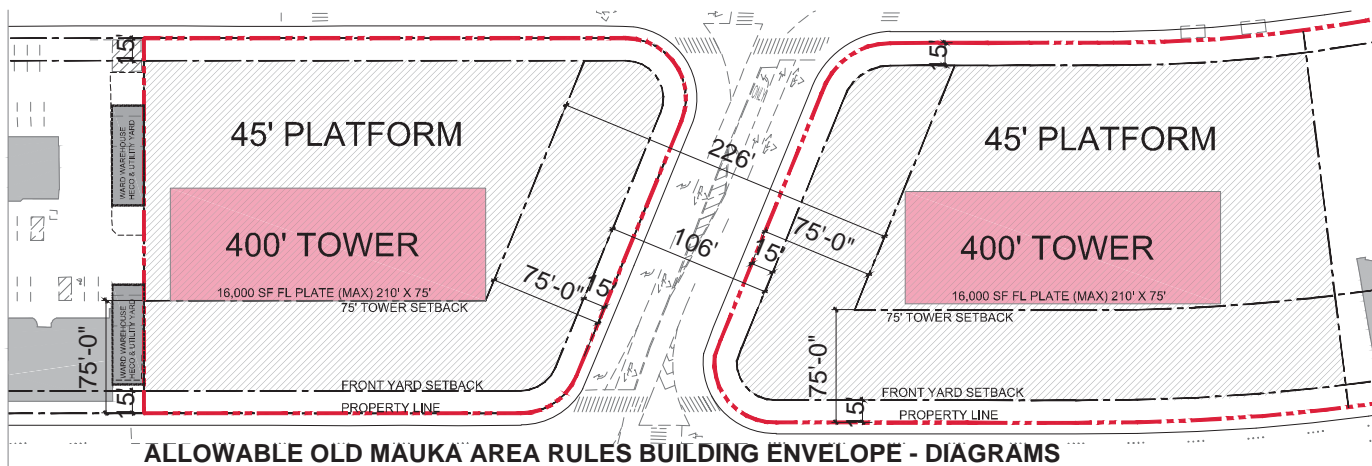 15'
15'
WARD WAREHOUSE
HECO & UTILITY YARD
45' PLATFORM
45' PLATFORM
226'
400' TOWER
106'
15'
75'-0"
400' TOWER
16,000 SF FL PLATE (MAX) 210' X 75'
75' TOWER SETBACK
75'-0"
15'
16,000 SF FL PLATE (MAX) 210' X 75'
75' TOWER SETBACK
WARD WAREHOUSE
HECO & UTILITY YARD
75'-0"
15'
FRONT YARD SETBACK
PROPERTY LINE
75'-0"
15'
FRONT YARD SETBACK
PROPERTY LINE
ALLOWABLE OLD MAUKA AREA RULES BUILDING ENVELOPE - DIAGRAMS